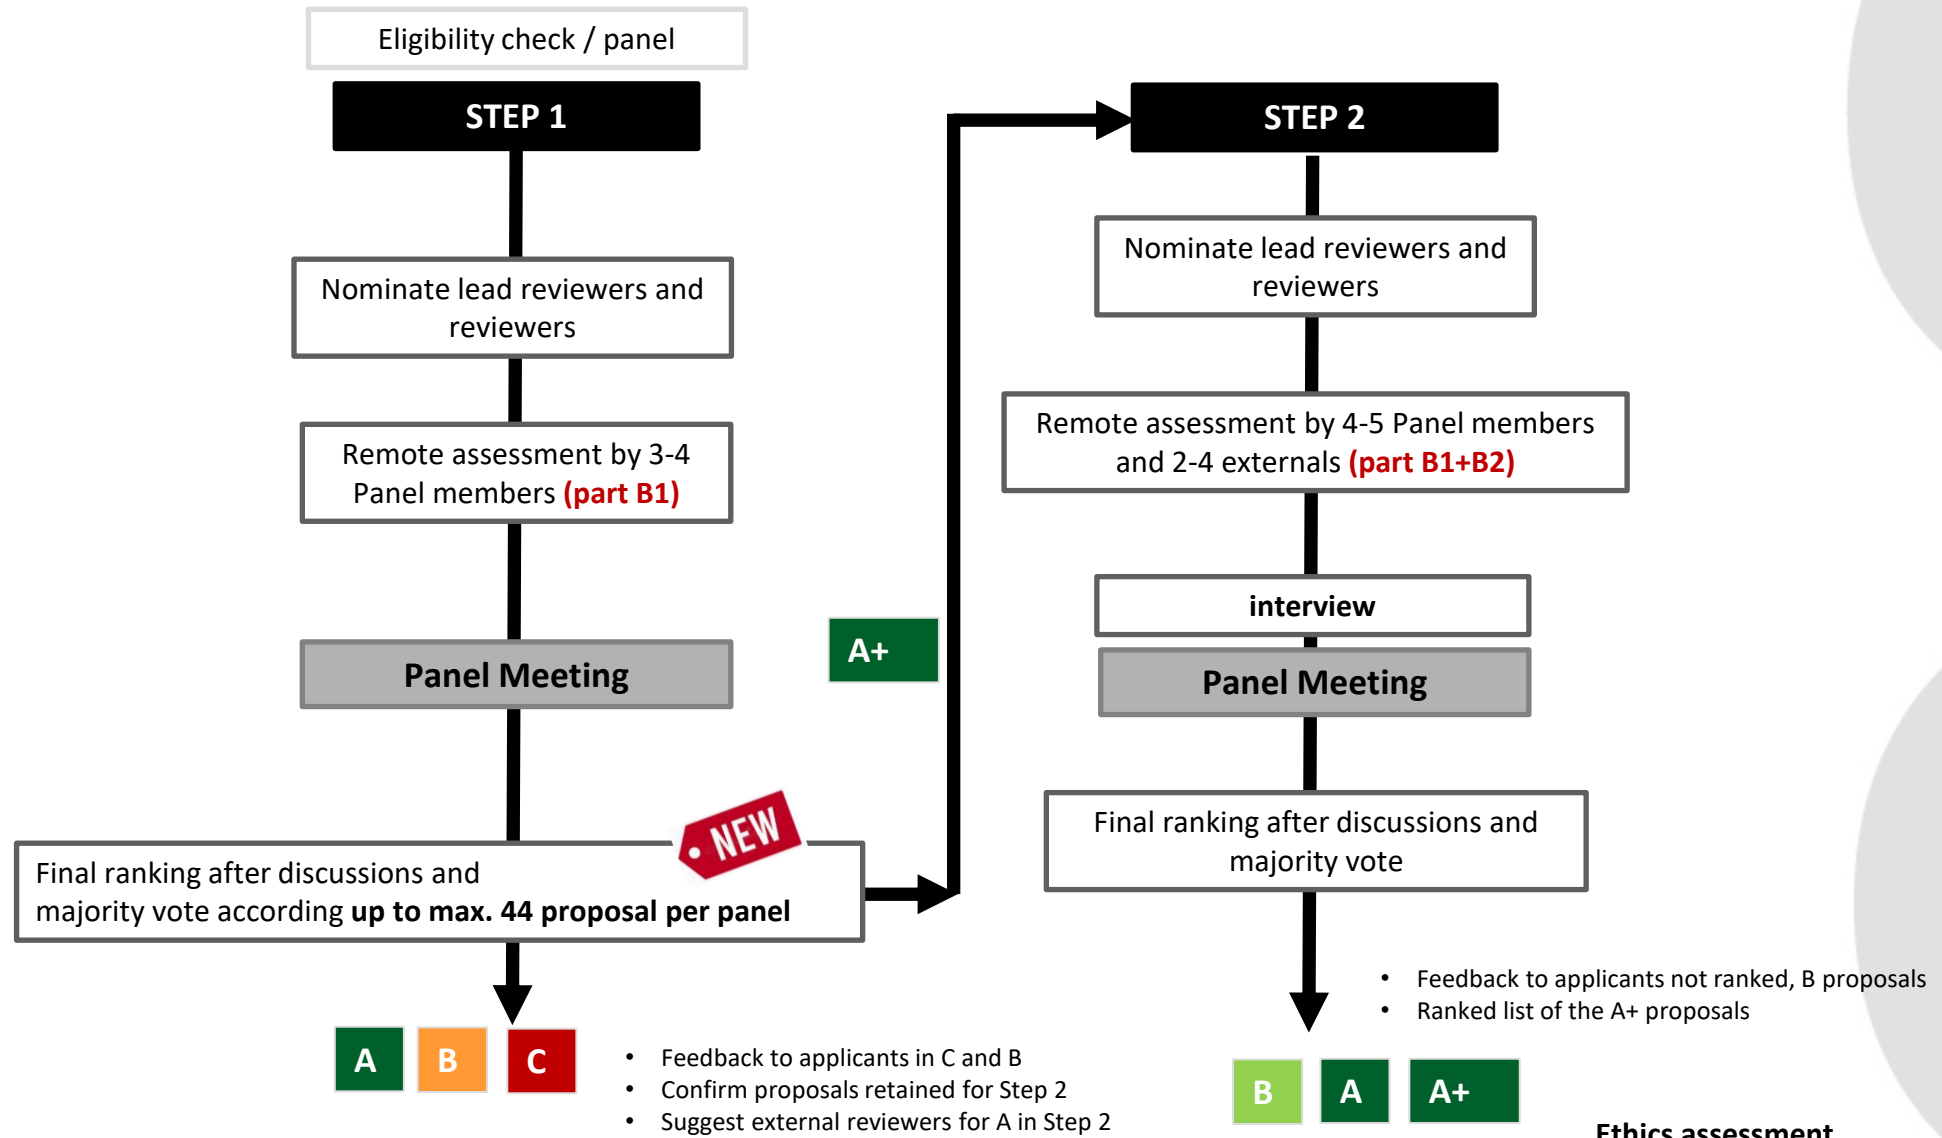 Eligibility check / panel
STEP 1
Nominate lead reviewers and
reviewers
Remote assessment by 3-4
Panel members (part B1)
Panel Meeting
NEW
Final ranking after discussions and
majority vote according up to max. 44 proposal per panel
A B C
• Feedback to applicants in C and B
• Confirm proposals retained for Step 2
• Suggest external reviewers for A in Step 2
A+
STEP 2
Nominate lead reviewers and
reviewers
Remote assessment by 4-5 Panel members
and 2-4 externals (part B1+B2)
interview
Panel Meeting
Final ranking after discussions and
majority vote
• Feedback to applicants not ranked, B proposals
• Ranked list of the A+ proposals
B A A+
Ethics assessment